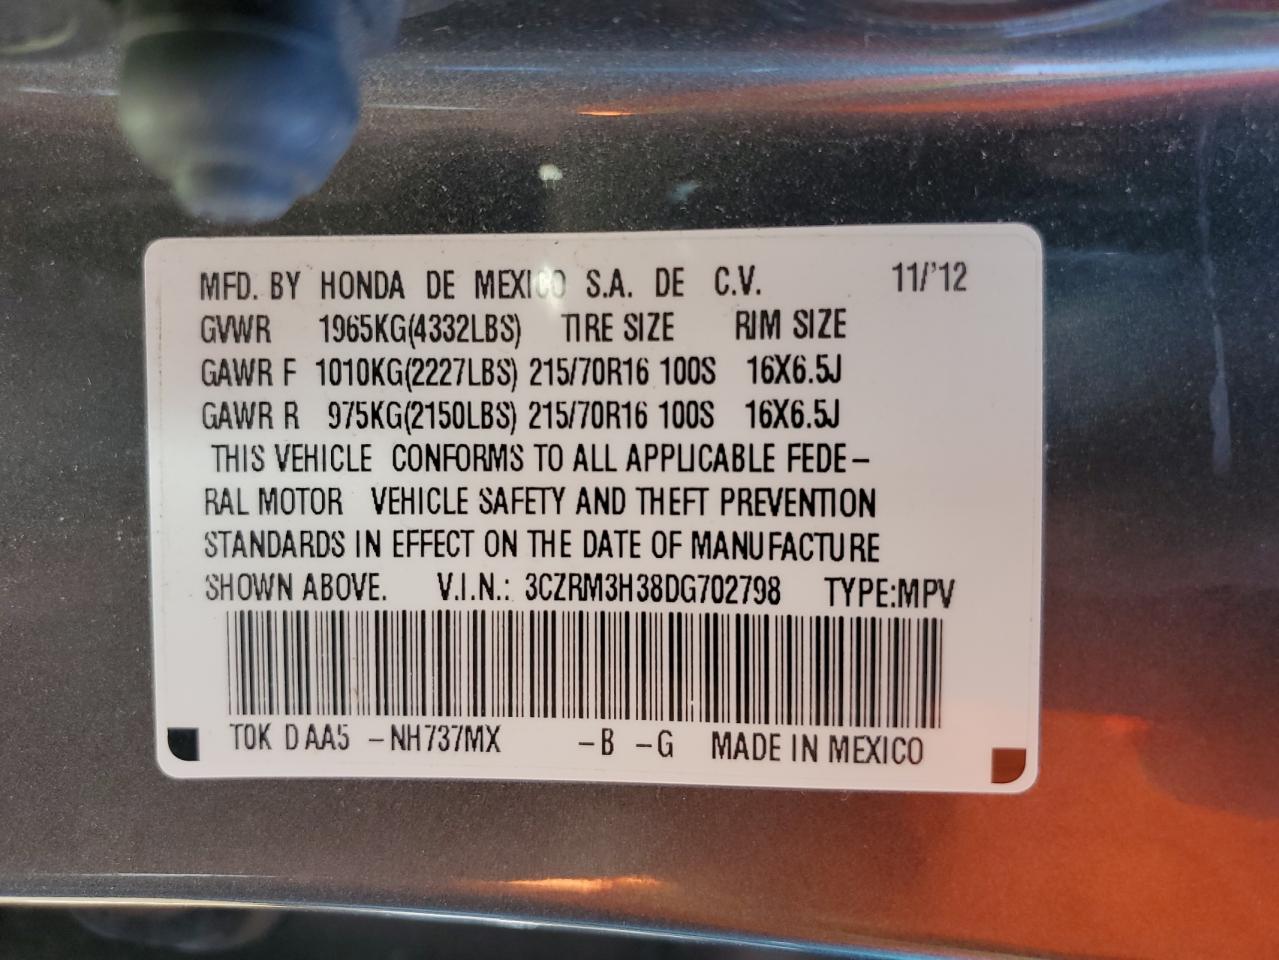 MFD. BY HONDA DE MEXICO S.A. DE C.V. 11/'12
GVWR 1965KG(4332LBS) TIRE SIZE RIM SIZE
GAWR F 1010KG(2227LBS) 215/70R16 100S 16X6.5J
GAWR R 975KG(2150LBS) 215/70R16 100S 16X6.5J
THIS VEHICLE CONFORMS TO ALL APPLICABLE FEDE-
RAL MOTOR VEHICLE SAFETY AND THEFT PREVENTION
STANDARDS IN EFFECT ON THE DATE OF MANUFACTURE
SHOWN ABOVE. V.I.N.: 3CZRM3H38DG702798 TYPE:MPV
T0K D AA5 -NH737MX -B -G MADE IN MEXICO